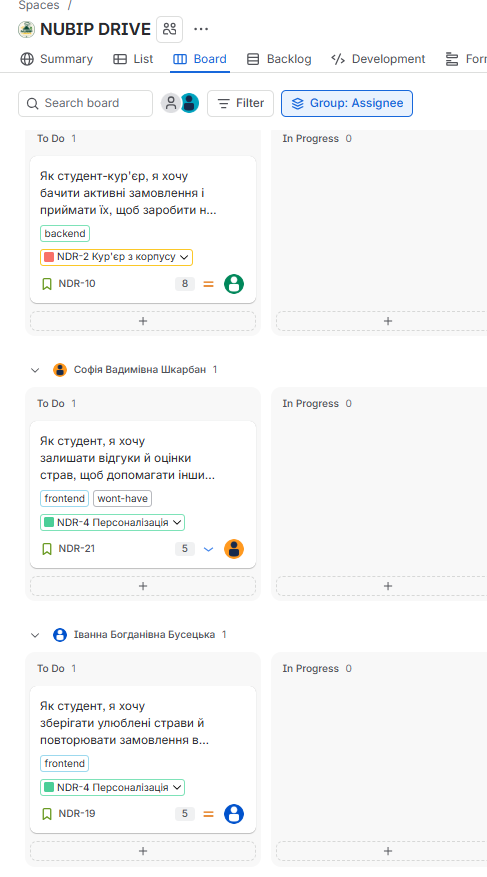 Spaces /
NUBIP DRIVE
Summary List Board Backlog Development For
Search board Filter Group: Assignee
To Do 1 In Progress 0
Як студент-кур'єр, я хочу
бачити активні замовлення і
приймати їх, щоб заробити н...
backend
NDR-2 Кур'єр з корпусу
NDR-10 8
Софія Вадимівна Шкарбан 1
To Do 1 In Progress 0
Як студент, я хочу
залишати відгуки й оцінки
страв, щоб допомагати інши...
frontend wont-have
NDR-4 Персоналізація
NDR-21 5
Іванна Богданівна Бусецька 1
To Do 1 In Progress 0
Як студент, я хочу
зберігати улюблені страви й
повторювати замовлення в...
frontend
NDR-4 Персоналізація
NDR-19 5